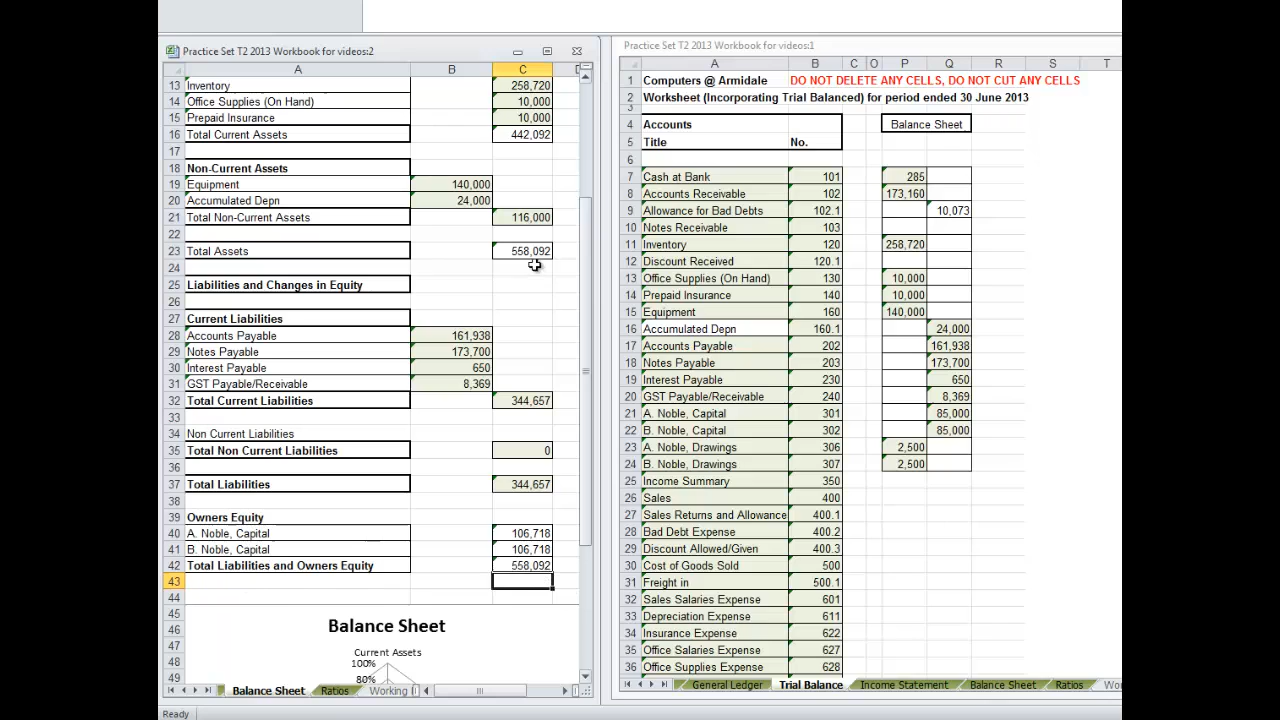 Practice Set T2 2013 Workbook for videos:2
A B C
13 Inventory 258,720
14 Office Supplies (On Hand) 10,000
15 Prepaid Insurance 10,000
16 Total Current Assets 442,092
17
18 Non-Current Assets
19 Equipment 140,000
20 Accumulated Depn 24,000
21 Total Non-Current Assets 116,000
22
23 Total Assets 558,092
24
25 Liabilities and Changes in Equity
26
27 Current Liabilities
28 Accounts Payable 161,938
29 Notes Payable 173,700
30 Interest Payable 650
31 GST Payable/Receivable 8,369
32 Total Current Liabilities 344,657
33
34 Non Current Liabilities
35 Total Non Current Liabilities 0
36
37 Total Liabilities 344,657
38
39 Owners Equity
40 A. Noble, Capital 106,718
41 B. Noble, Capital 106,718
42 Total Liabilities and Owners Equity 558,092
43
44
45
46 Balance Sheet
47
48 Current Assets
49 100%
80%
Balance Sheet Ratios Working
Ready
Practice Set T2 2013 Workbook for videos:1
A B C O R Q R S T
1 Computers @ Armidale DO NOT DELETE ANY CELLS, DO NOT CUT ANY CELLS
2 Worksheet (Incorporating Trial Balanced) for period ended 30 June 2013
3
4 Accounts Balance Sheet
5 Title No.
6
7 Cash at Bank 101 285
8 Accounts Receivable 102 173,160
9 Allowance for Bad Debts 102.1 10,073
10 Notes Receivable 103
11 Inventory 120 258,720
12 Discount Received 120.1
13 Office Supplies (On Hand) 130 10,000
14 Prepaid Insurance 140 10,000
15 Equipment 160 140,000
16 Accumulated Depn 160.1 24,000
17 Accounts Payable 202 161,938
18 Notes Payable 203 173,700
19 Interest Payable 230 650
20 GST Payable/Receivable 240 8,369
21 A. Noble, Capital 301 85,000
22 B. Noble, Capital 302 85,000
23 A. Noble, Drawings 306 2,500
24 B. Noble, Drawings 307 2,500
25 Income Summary 350
26 Sales 400
27 Sales Returns and Allowance 400.1
28 Bad Debt Expense 400.2
29 Discount Allowed/Given 400.3
30 Cost of Goods Sold 500
31 Freight in 500.1
32 Sales Salaries Expense 601
33 Depreciation Expense 611
34 Insurance Expense 622
35 Office Salaries Expense 627
36 Office Supplies Expense 628
General Ledger Trial Balance Income Statement Balance Sheet Ratios